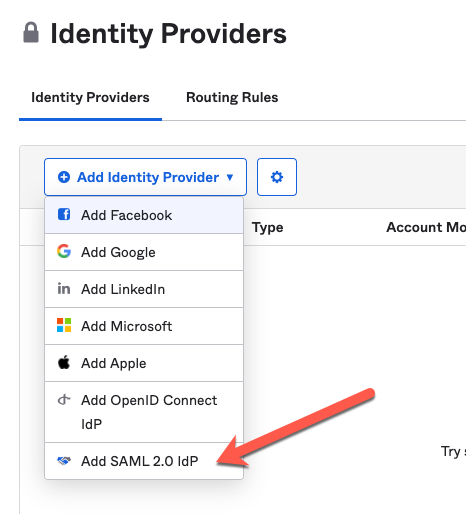 Identity Providers
Identity Providers Routing Rules
Add Identity Provider
Type Account Mo
Add Facebook
Add Google
Add LinkedIn
Add Microsoft
Add Apple
Add OpenID Connect
IdP
Add SAML 2.0 IdP
Try s